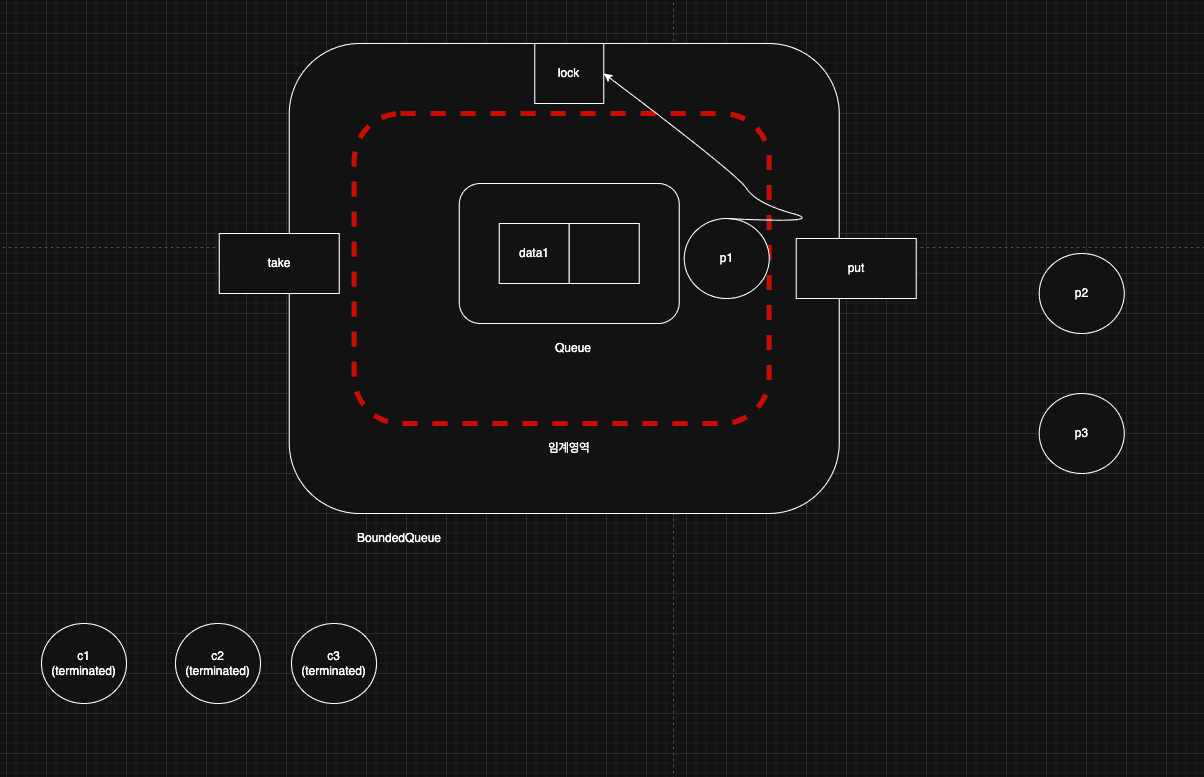 lock
take
data1
p1
put
p2
Queue
p3
임계영역
BoundedQueue
c1
(terminated)
c2
(terminated)
c3
(terminated)